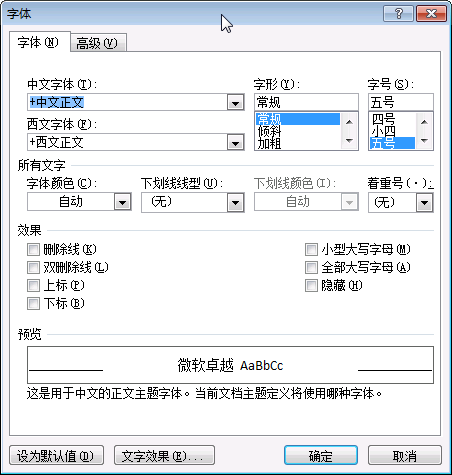 字体
字体(N) 高级(V)
中文字体(T): 字形(Y): 字号(S):
+中文正文 常规 五号
西文字体(F): 常规 四号
+西文正文 倾斜 小四
加粗 五号
所有文字
字体颜色(C): 下划线线型(U): 下划线颜色(I): 着重号(·):
自动 (无) 自动 (无)
效果
删除线(K) 小型大写字母(M)
双删除线(L) 全部大写字母(A)
上标(P) 隐藏(H)
下标(B)
预览
微软卓越 AaBbCc
这是用于中文的正文主题字体。当前文档主题定义将使用哪种字体。
设为默认值(D) 文字效果(E)... 确定 取消